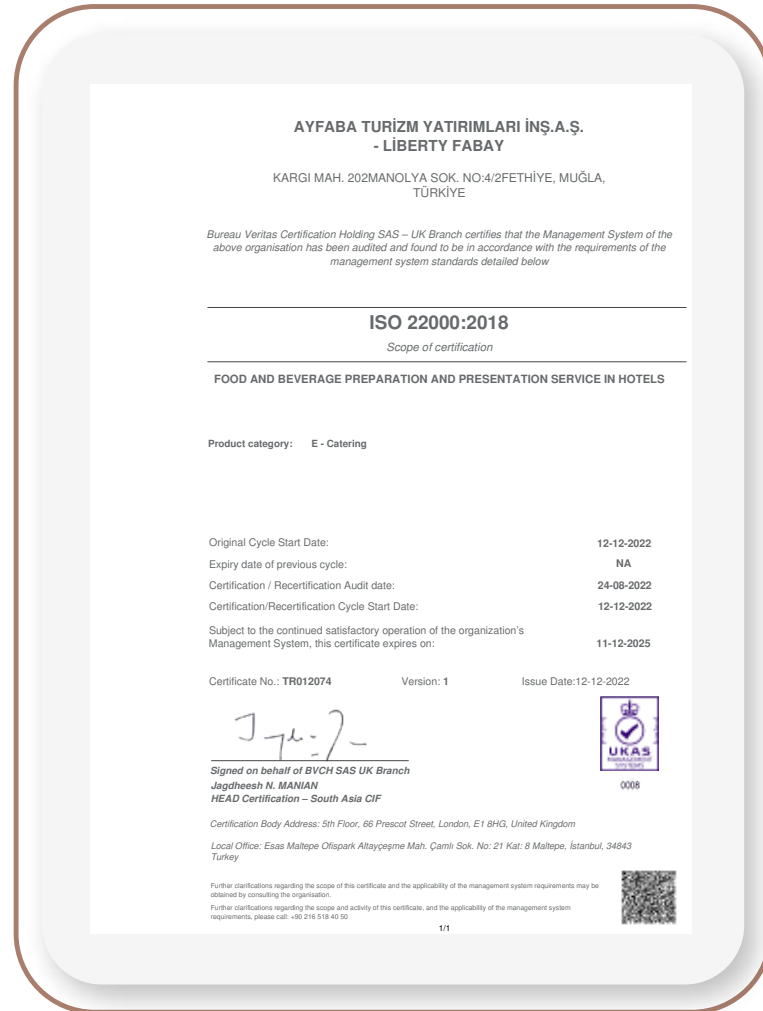 AYFABA TURİZM YATIRIMLARI İNŞ.A.Ş.
- LİBERTY FABAY
KARGI MAH. 202MANOLYA SOK. NO:4/2FETHİYE, MUĞLA,
TÜRKİYE
Bureau Veritas Certification Holding SAS – UK Branch certifies that the Management System of the
above organisation has been audited and found to be in accordance with the requirements of the
management system standards detailed below
ISO 22000:2018
Scope of certification
FOOD AND BEVERAGE PREPARATION AND PRESENTATION SERVICE IN HOTELS
Product category: E - Catering
Original Cycle Start Date: 12-12-2022
Expiry date of previous cycle: NA
Certification / Recertification Audit date: 24-08-2022
Certification/Recertification Cycle Start Date: 12-12-2022
Subject to the continued satisfactory operation of the organization's
Management System, this certificate expires on: 11-12-2025
Certificate No.: TR012074 Version: 1 Issue Date:12-12-2022
UKAS
MANAGEMENT
SYSTEMS
0008
Signed on behalf of BVCH SAS UK Branch
Jagdheesh N. MANIAN
HEAD Certification – South Asia CIF
Certification Body Address: 5th Floor, 66 Prescot Street, London, E1 8HG, United Kingdom
Local Office: Esas Maltepe Ofispark Altayçeşme Mah. Çamlı Sok. No: 21 Kat: 8 Maltepe, İstanbul, 34843
Turkey
Further clarifications regarding the scope of this certificate and the applicability of the management system requirements may be
obtained by consulting the organisation.
Further clarifications regarding the scope and activity of this certificate, and the applicability of the management system
requirements, please call: +90 216 518 40 50
1/1